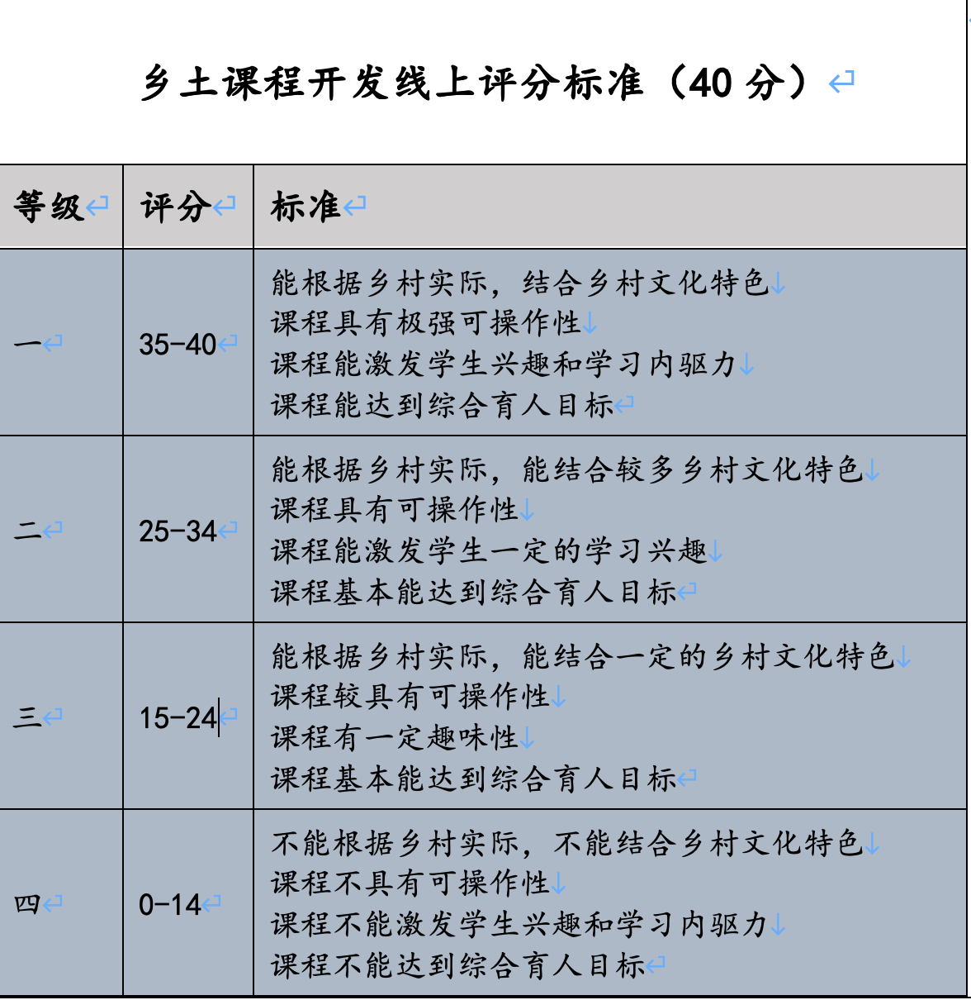 乡土课程开发线上评分标准（40 分）
等级 评分 标准
能根据乡村实际，结合乡村文化特色
课程具有极强可操作性
一 35-40
课程能激发学生兴趣和学习内驱力
课程能达到综合育人目标
能根据乡村实际，能结合较多乡村文化特色
课程具有可操作性
二 25-34
课程能激发学生一定的学习兴趣
课程基本能达到综合育人目标
能根据乡村实际，能结合一定的乡村文化特色
课程较具有可操作性
三 15-24
课程有一定趣味性
课程基本能达到综合育人目标
不能根据乡村实际，不能结合乡村文化特色
课程不具有可操作性
四 0-14
课程不能激发学生兴趣和学习内驱力
课程不能达到综合育人目标